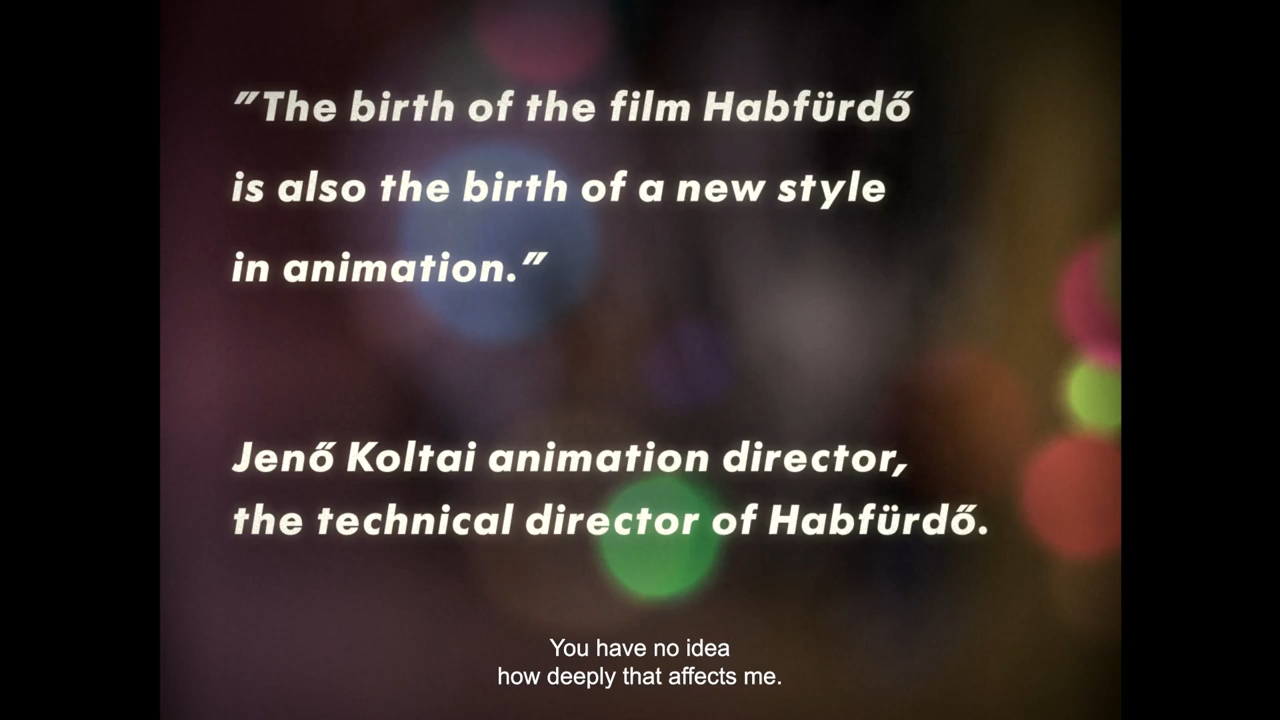 "The birth of the film Habfürdő
is also the birth of a new style
in animation."
Jenő Koltai animation director,
the technical director of Habfürdő.
You have no idea
how deeply that affects me.